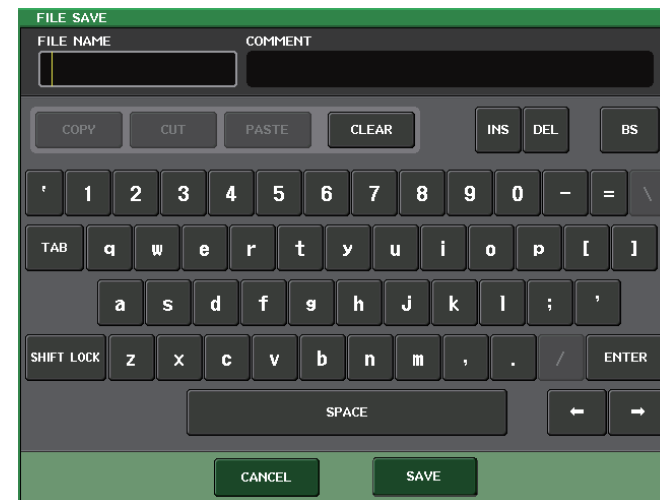 FILE SAVE
FILE NAME COMMENT
COPY CUT PASTE CLEAR INS DEL BS
' 1 2 3 4 5 6 7 8 9 0 - = \
TAB q w e r t y u i o p [ ]
a s d f g h j k l ; '
SHIFT LOCK z x c v b n m , . / ENTER
SPACE ← →
CANCEL SAVE